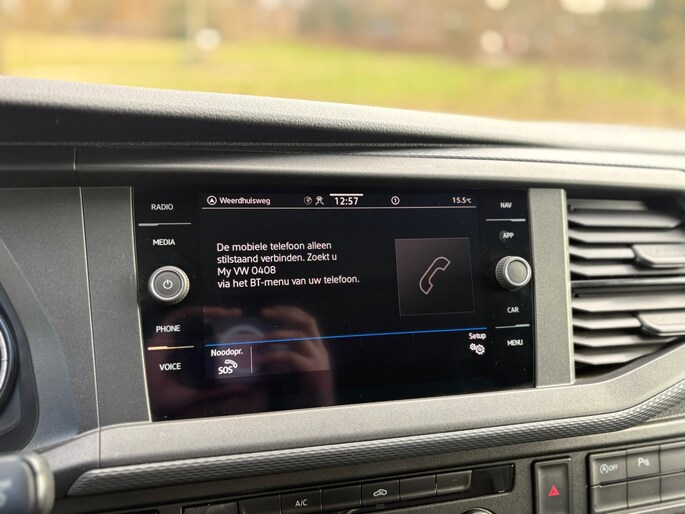 Weerdhuisweg 12:57 15.5°C
RADIO
MEDIA
PHONE
VOICE
NAV
APP
CAR
MENU
De mobiele telefoon alleen
stilstaand verbinden. Zoekt u
My VW 0408
via het BT-menu van uw telefoon.
Noodopr.
SOS
Setup
A/C
OFF